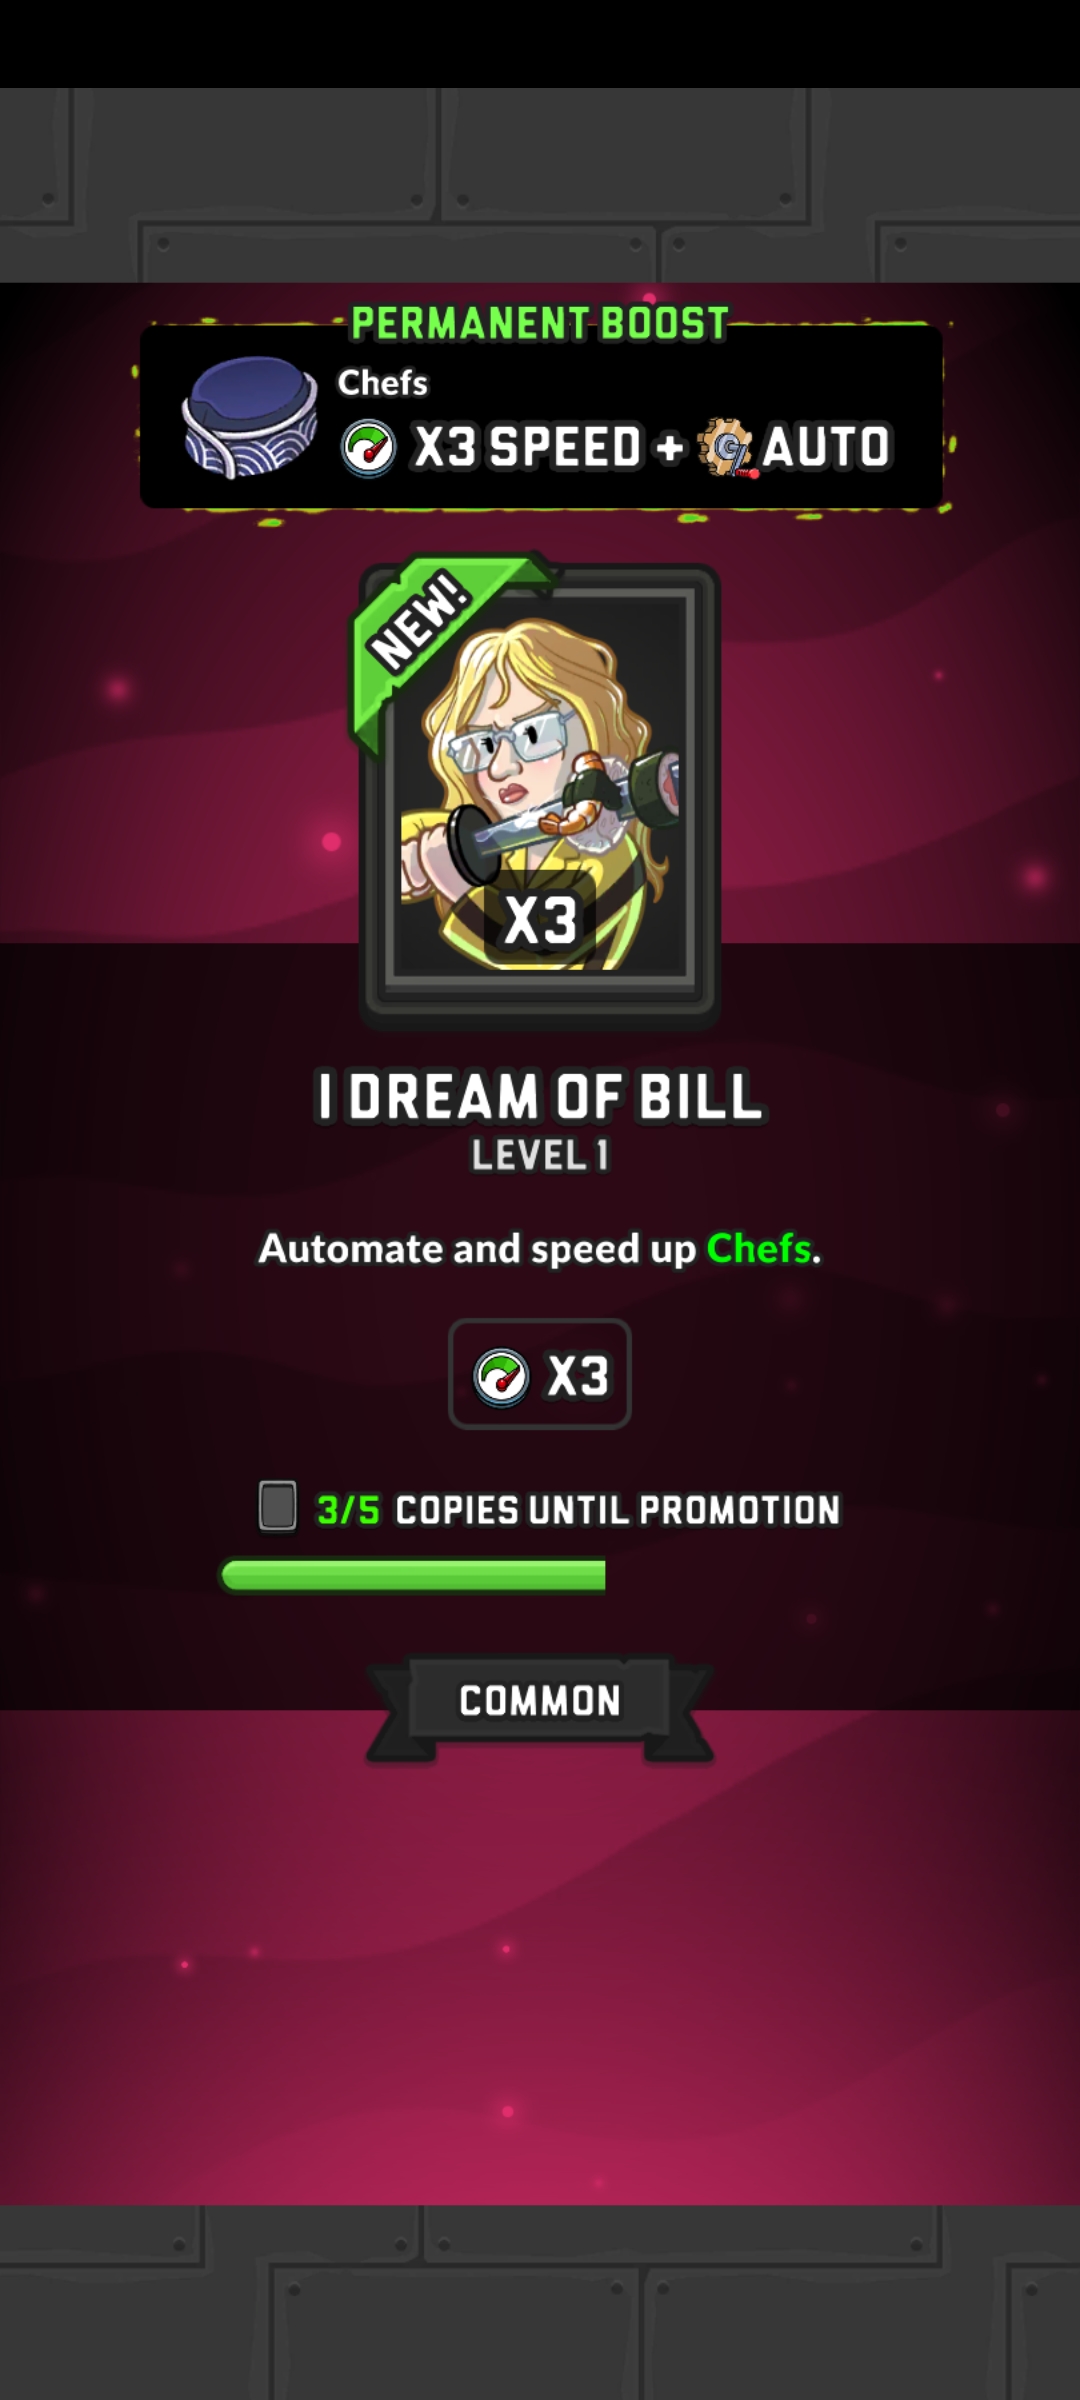 PERMANENT BOOST
Chefs
X3 SPEED + AUTO
NEW!
X3
I DREAM OF BILL
LEVEL 1
Automate and speed up Chefs.
X3
3/5 COPIES UNTIL PROMOTION
COMMON